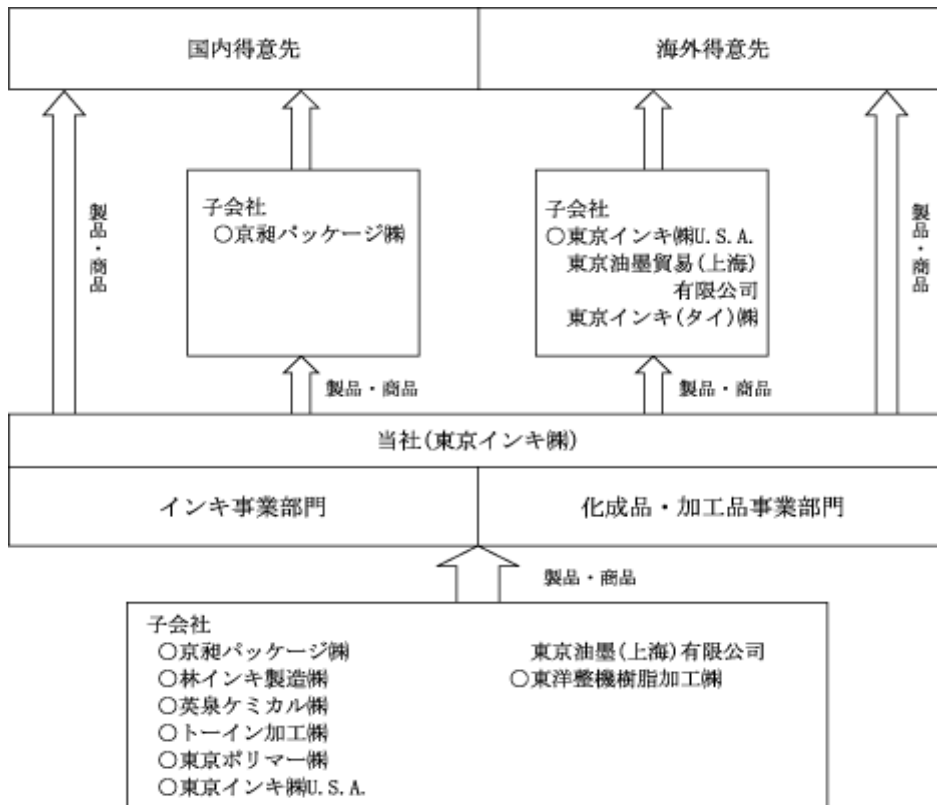 国内得意先
海外得意先
製品・商品
子会社
○京昶パッケージ㈱
子会社
○東京インキ㈱U.S.A.
東京油墨貿易(上海)
有限公司
東京インキ(タイ)㈱
製品・商品
製品・商品
製品・商品
当社(東京インキ㈱)
インキ事業部門
化成品・加工品事業部門
製品・商品
子会社
○京昶パッケージ㈱
○林インキ製造㈱
○英泉ケミカル㈱
○トーイン加工㈱
○東京ポリマー㈱
○東京インキ㈱U.S.A.
東京油墨(上海)有限公司
○東洋整機樹脂加工㈱